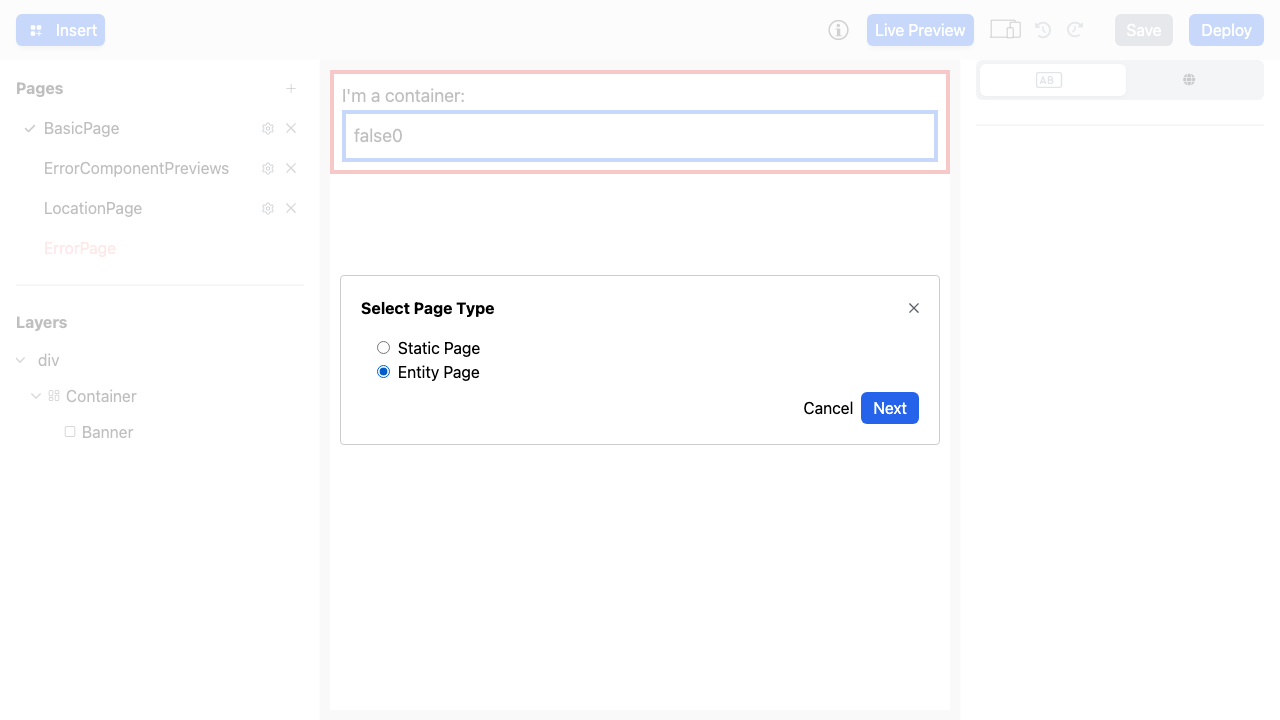 Insert
Live Preview
Save
Deploy
Pages
BasicPage
ErrorComponentPreviews
LocationPage
ErrorPage
Layers
div
Container
Banner
I'm a container:
false0
Select Page Type
Static Page
Entity Page
Cancel
Next
AB